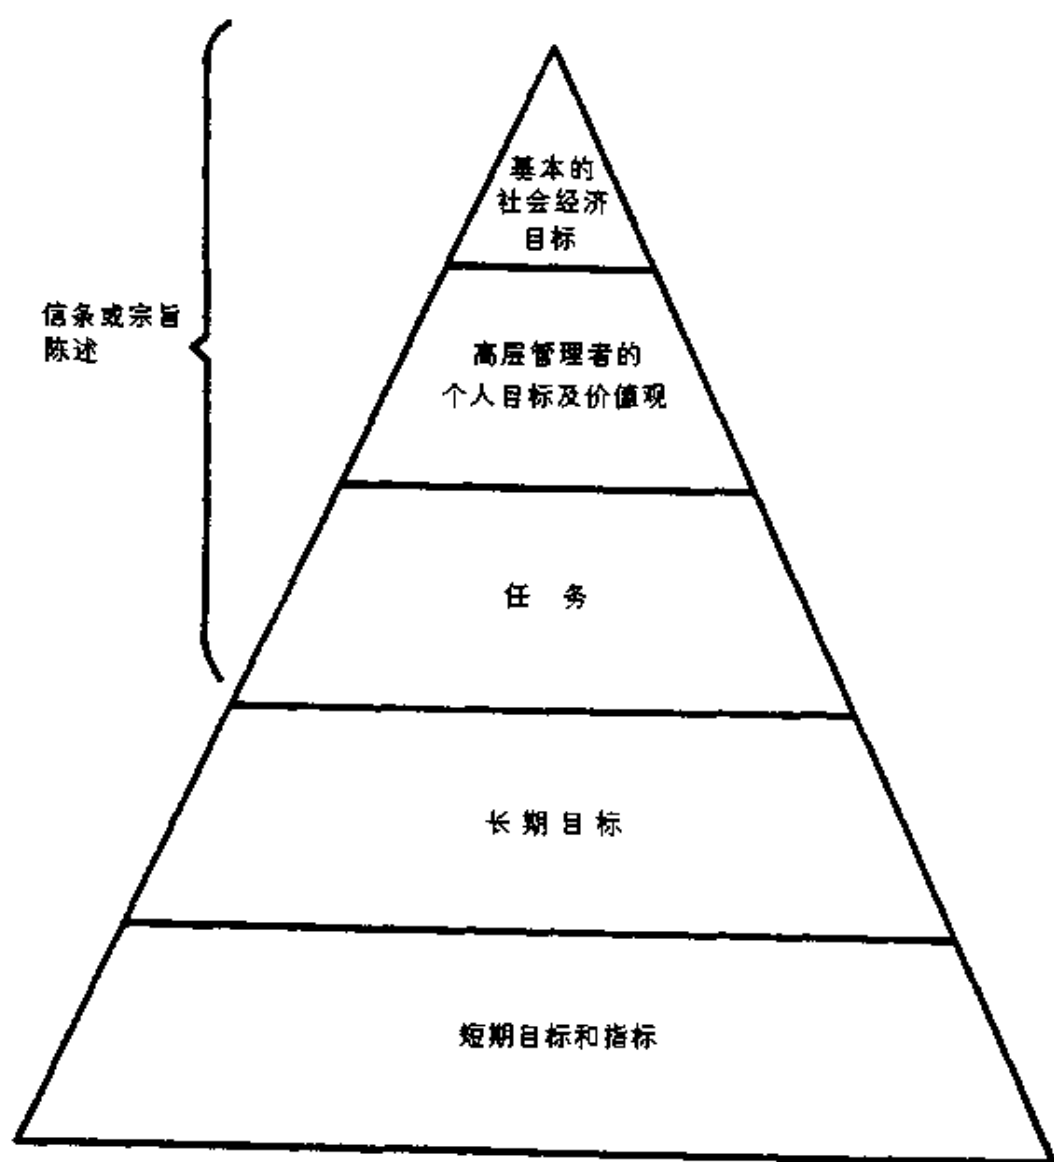 基本的
社会经济
目标
信条或宗旨
陈述
高层管理者的
个人目标及价值观
任 务
长期目标
短期目标和指标